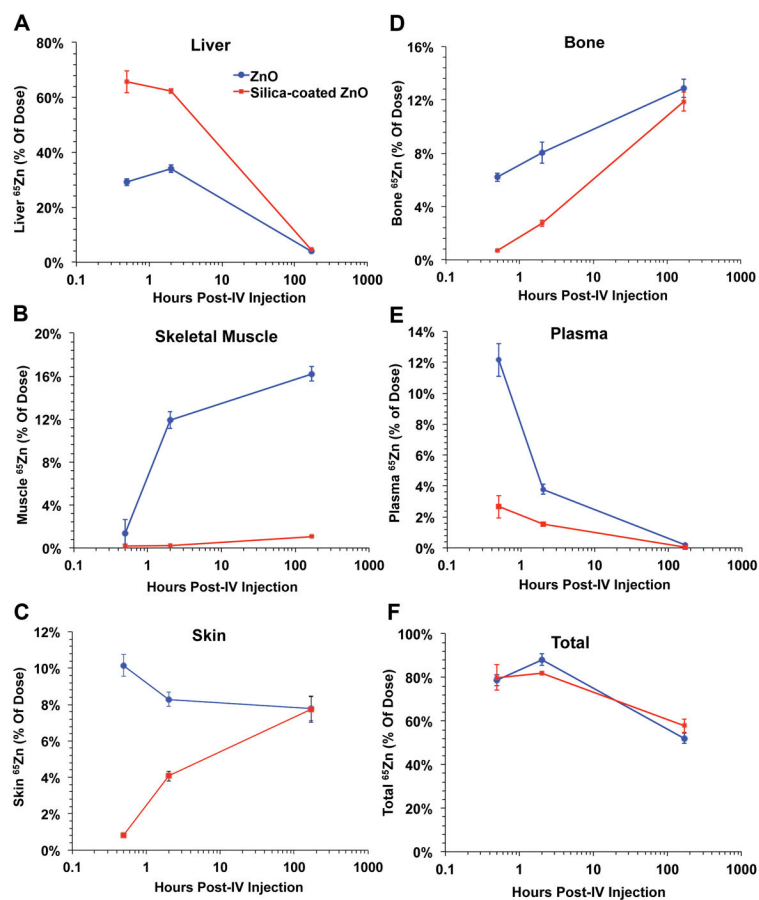 A
Liver
80%
60%
40%
20%
0%
Liver ⁶⁵Zn (% Of Dose)
ZnO
Silica-coated ZnO
0.1 1 10 100 1000
Hours Post-IV Injection
B
Skeletal Muscle
20%
16%
12%
8%
4%
0%
Muscle ⁶⁵Zn (% Of Dose)
0.1 1 10 100 1000
Hours Post-IV Injection
C
Skin
12%
10%
8%
6%
4%
2%
0%
Skin ⁶⁵Zn (% Of Dose)
0.1 1 10 100 1000
Hours Post-IV Injection
D
Bone
16%
12%
8%
4%
0%
Bone ⁶⁵Zn (% Of Dose)
0.1 1 10 100 1000
Hours Post-IV Injection
E
Plasma
14%
12%
10%
8%
6%
4%
2%
0%
Plasma ⁶⁵Zn (% Of Dose)
0.1 1 10 100 1000
Hours Post-IV Injection
F
Total
100%
80%
60%
40%
20%
0%
Total ⁶⁵Zn (% Of Dose)
0.1 1 10 100 1000
Hours Post-IV Injection